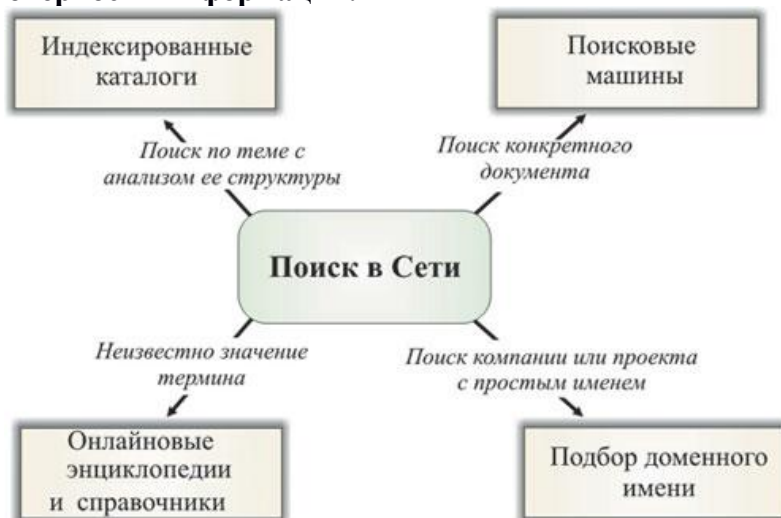 Индексированные
каталоги
Поисковые
машины
Поиск по теме с
анализом ее структуры
Поиск конкретного
документа
Поиск в Сети
Неизвестно значение
термина
Поиск компании или проекта
с простым именем
Онлайновые
энциклопедии
и справочники
Подбор доменного
имени